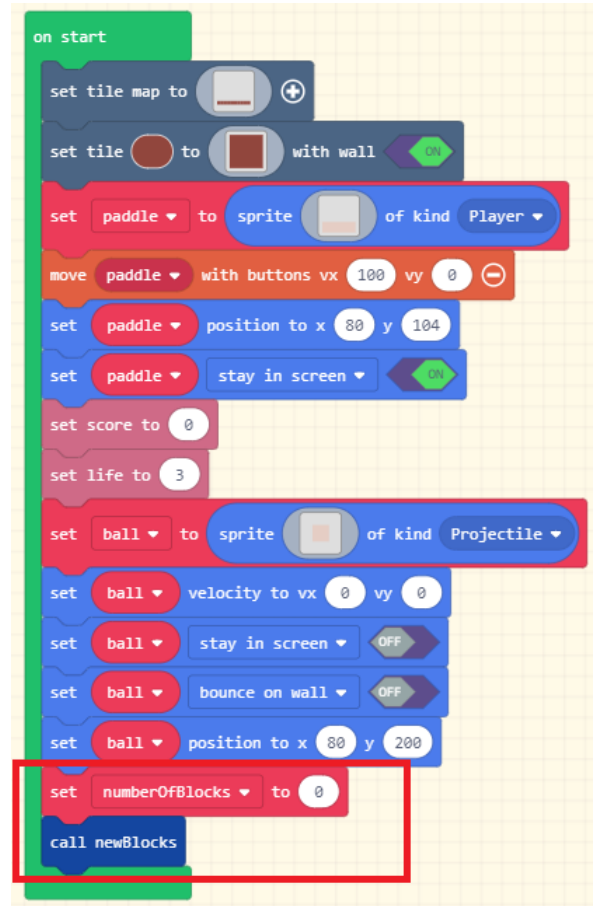 on start
set tile map to
set tile to with wall ON
set paddle to sprite of kind Player
move paddle with buttons vx 100 vy 0
set paddle position to x 80 y 104
set paddle stay in screen ON
set score to 0
set life to 3
set ball to sprite of kind Projectile
set ball velocity to vx 0 vy 0
set ball stay in screen OFF
set ball bounce on wall OFF
set ball position to x 80 y 200
set numberOfBlocks to 0
call newBlocks